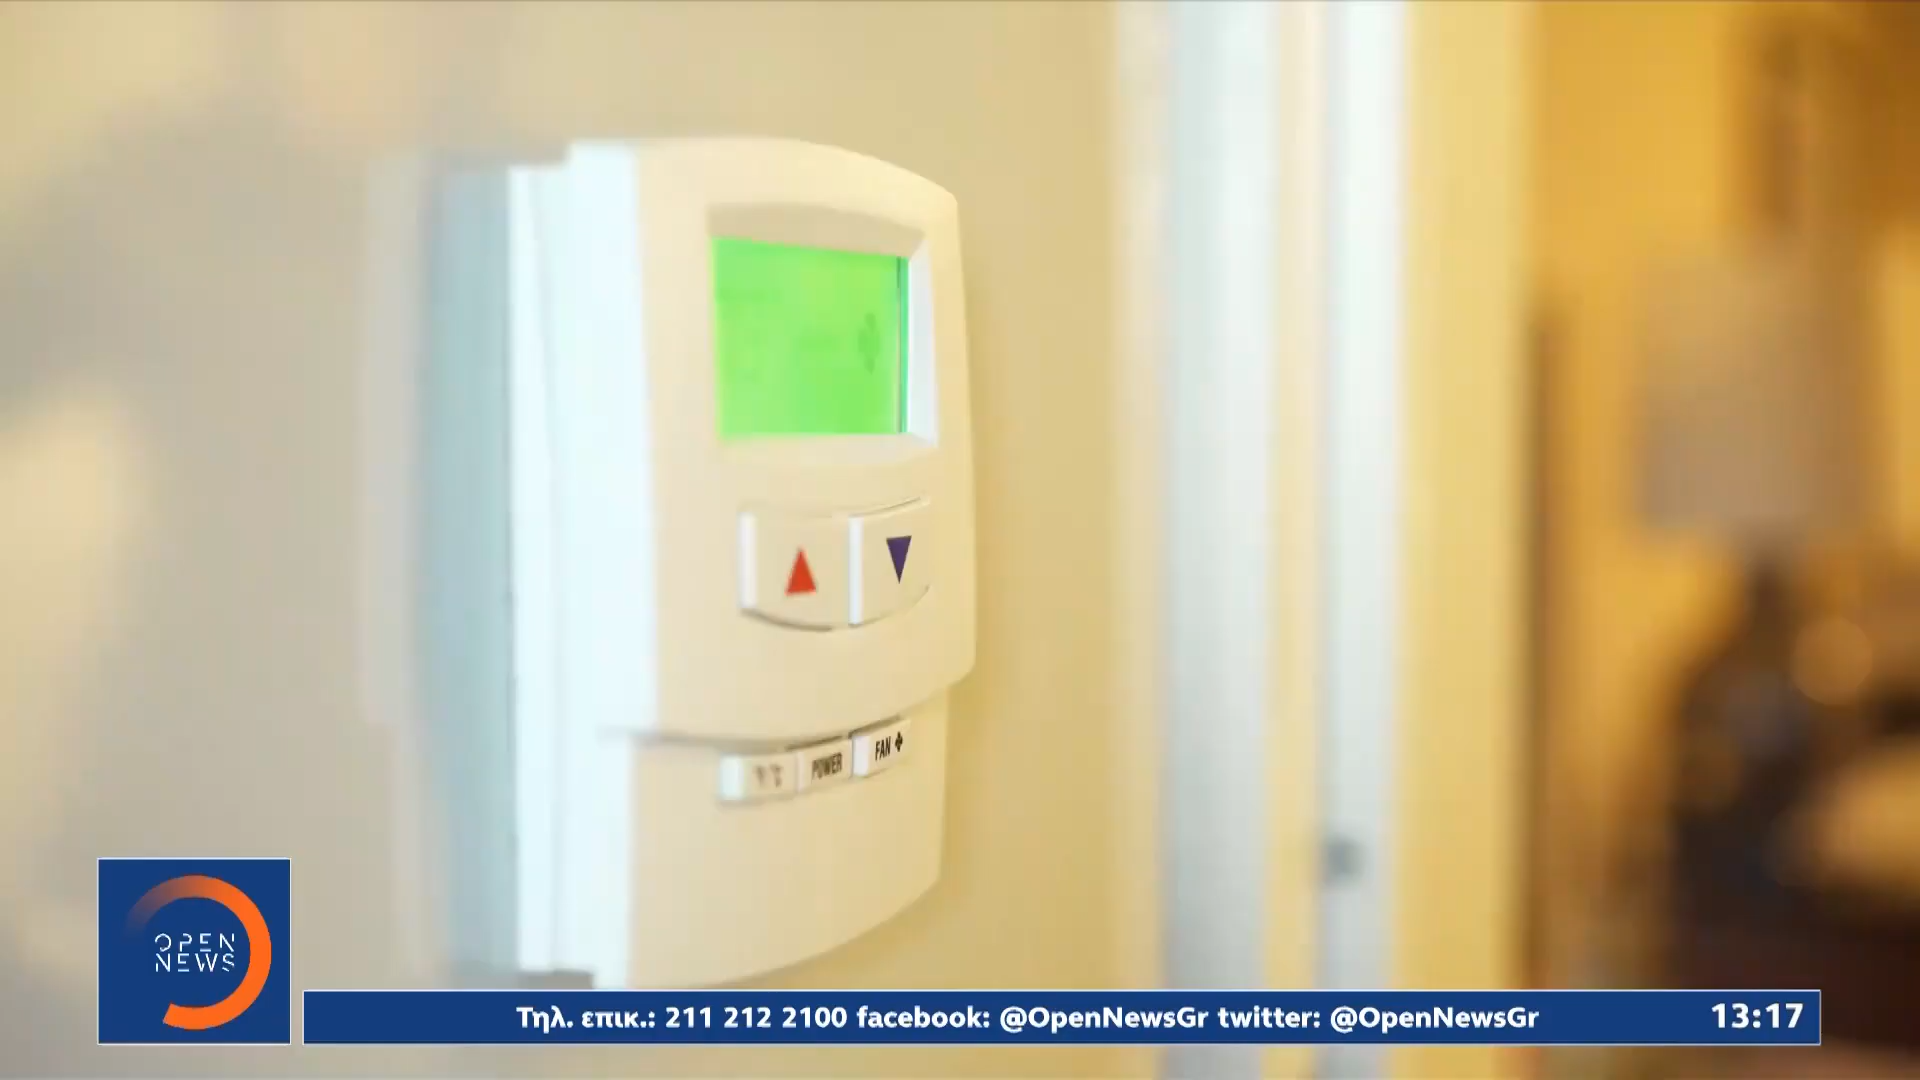 POWER
FAN
OPEN
NEWS
Τηλ. επικ.: 211 212 2100 facebook: @OpenNewsGr twitter: @OpenNewsGr
13:17